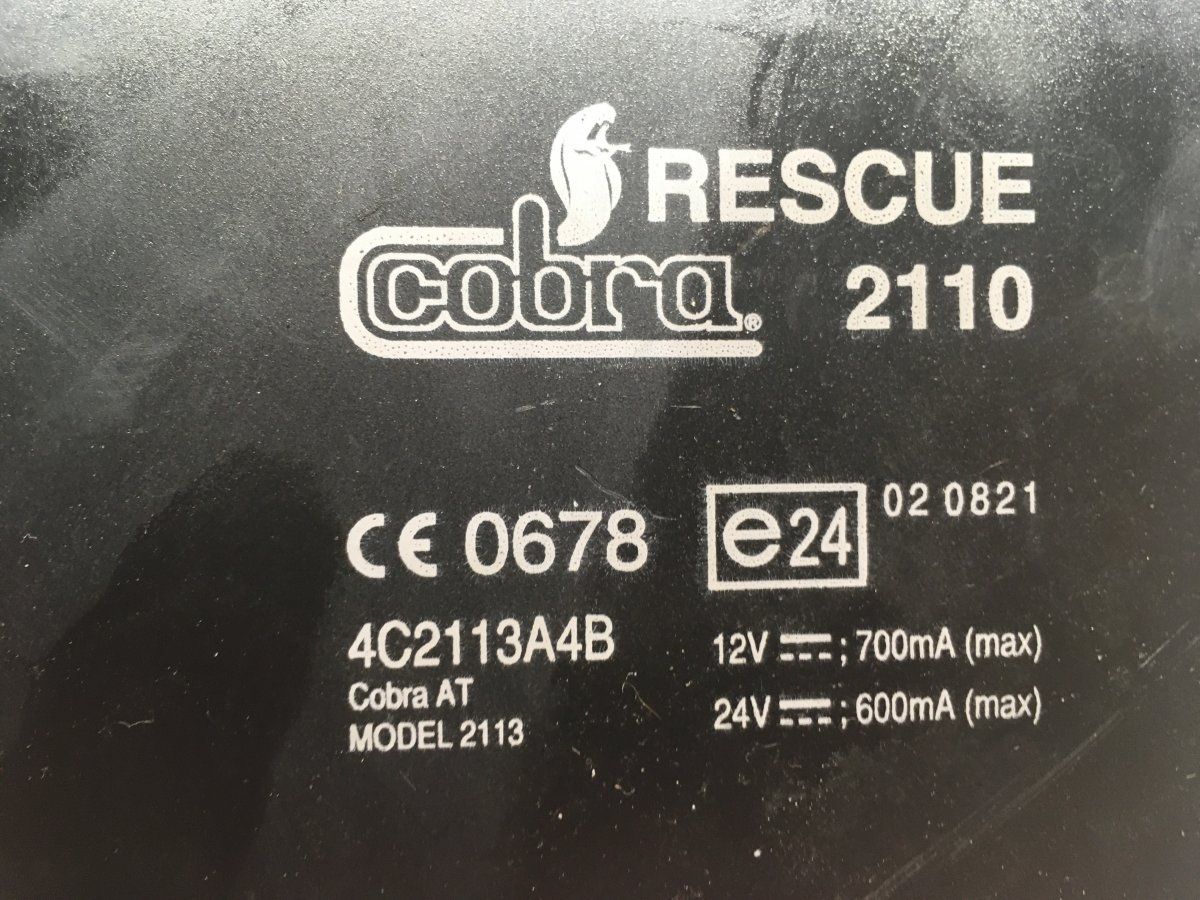 RESCUE
cobra®
2110
CE 0678
e24
02 0821
4C2113A4B
Cobra AT
MODEL 2113
12V ⎓ ; 700mA (max)
24V ⎓ ; 600mA (max)